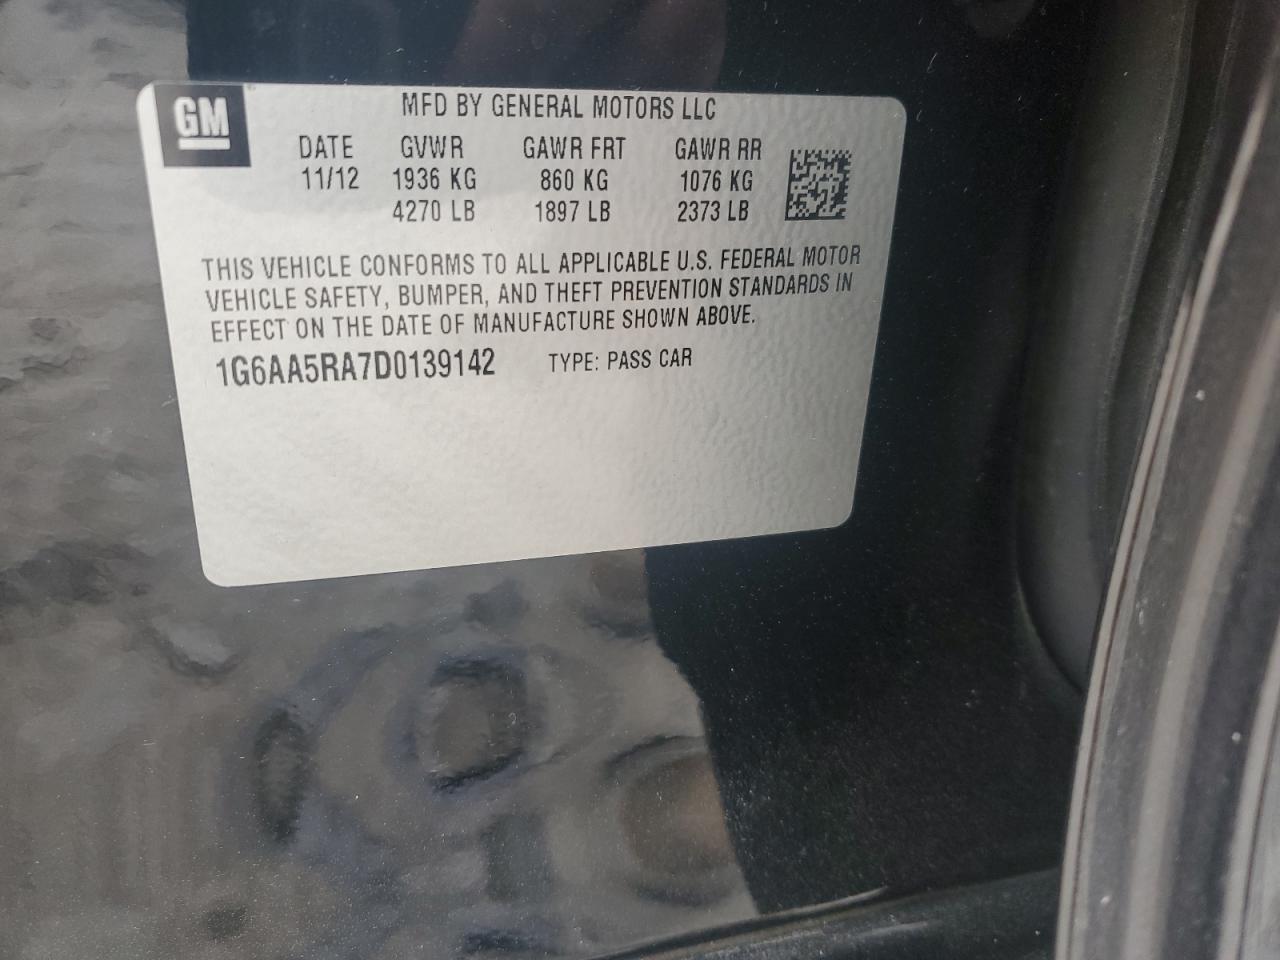 GM
MFD BY GENERAL MOTORS LLC
DATE GVWR GAWR FRT GAWR RR
11/12 1936 KG 860 KG 1076 KG
4270 LB 1897 LB 2373 LB
THIS VEHICLE CONFORMS TO ALL APPLICABLE U.S. FEDERAL MOTOR
VEHICLE SAFETY, BUMPER, AND THEFT PREVENTION STANDARDS IN
EFFECT ON THE DATE OF MANUFACTURE SHOWN ABOVE.
1G6AA5RA7D0139142 TYPE: PASS CAR